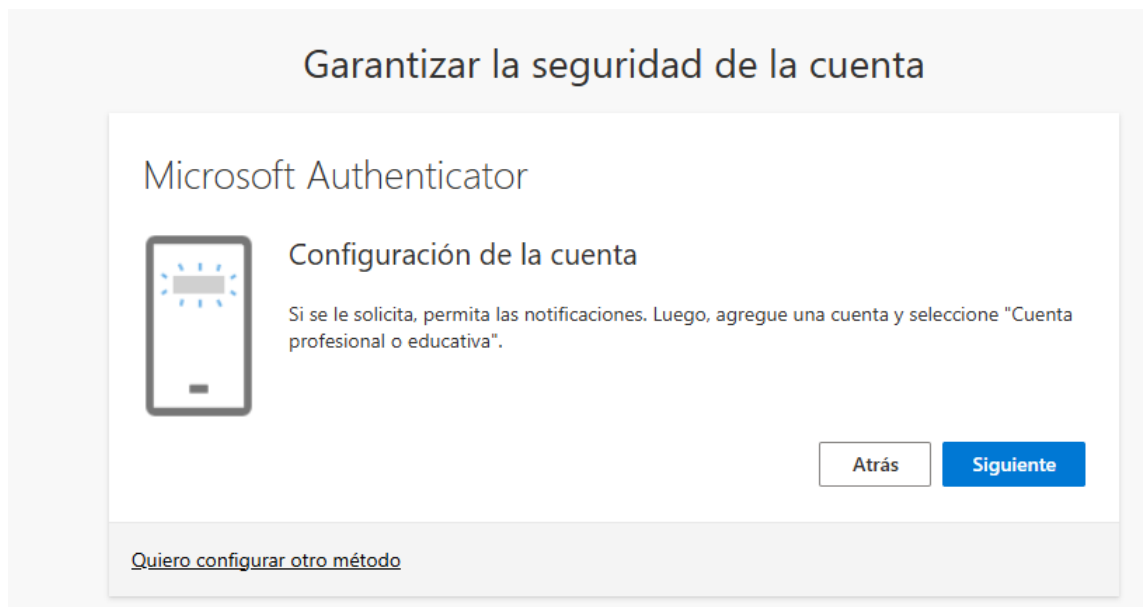 Garantizar la seguridad de la cuenta
Microsoft Authenticator
Configuración de la cuenta
Si se le solicita, permita las notificaciones. Luego, agregue una cuenta y seleccione "Cuenta
profesional o educativa".
Atrás
Siguiente
Quiero configurar otro método